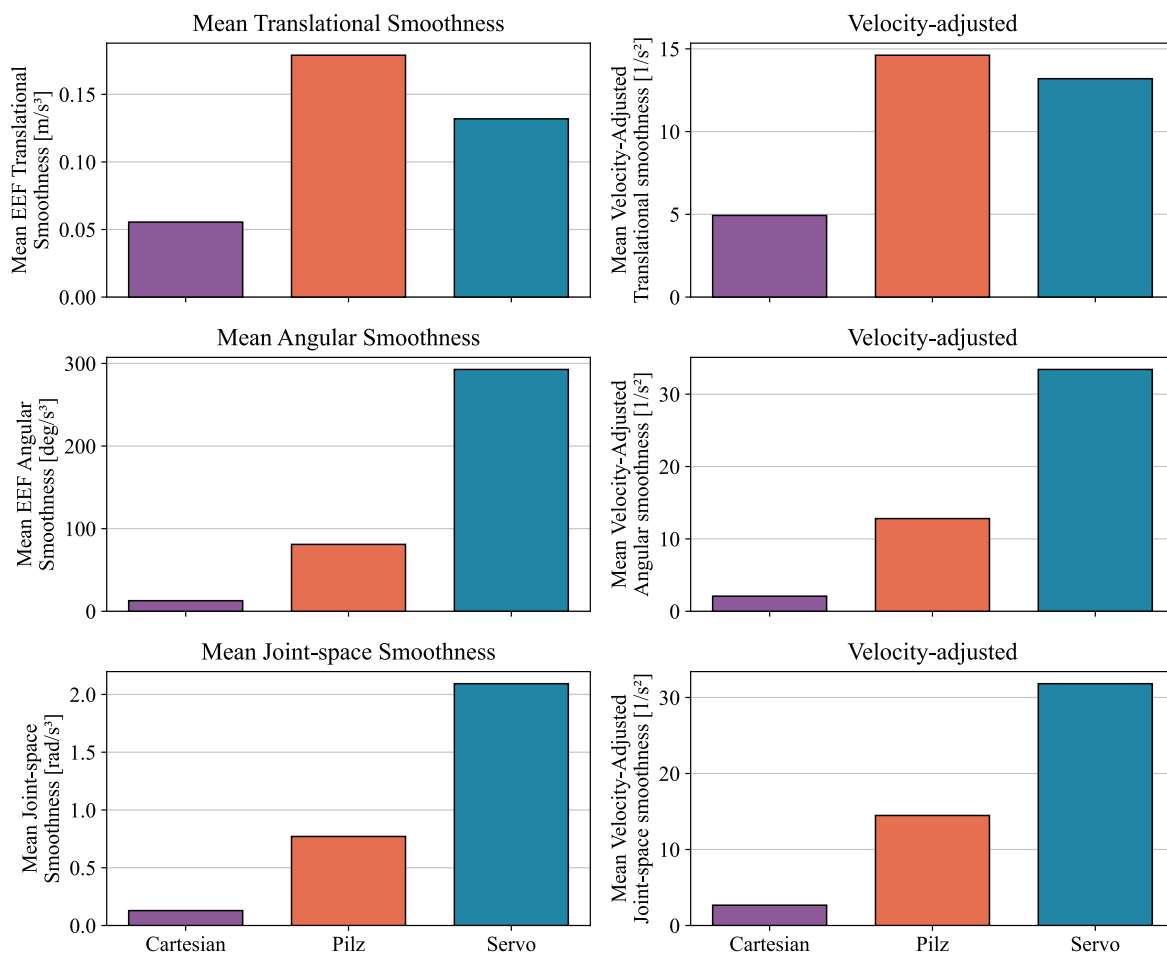 Mean Translational Smoothness
Mean EEF Translational
Smoothness [m/s³]
0.15
0.10
0.05
0.00
Velocity-adjusted
Mean Velocity-Adjusted
Translational smoothness [1/s²]
15
10
5
0
Mean Angular Smoothness
Mean EEF Angular
Smoothness [deg/s³]
300
200
100
0
Velocity-adjusted
Mean Velocity-Adjusted
Angular smoothness [1/s²]
30
20
10
0
Mean Joint-space Smoothness
Mean Joint-space
Smoothness [rad/s³]
2.0
1.5
1.0
0.5
0.0
Cartesian
Pilz
Servo
Velocity-adjusted
Mean Velocity-Adjusted
Joint-space smoothness [1/s²]
30
20
10
0
Cartesian
Pilz
Servo